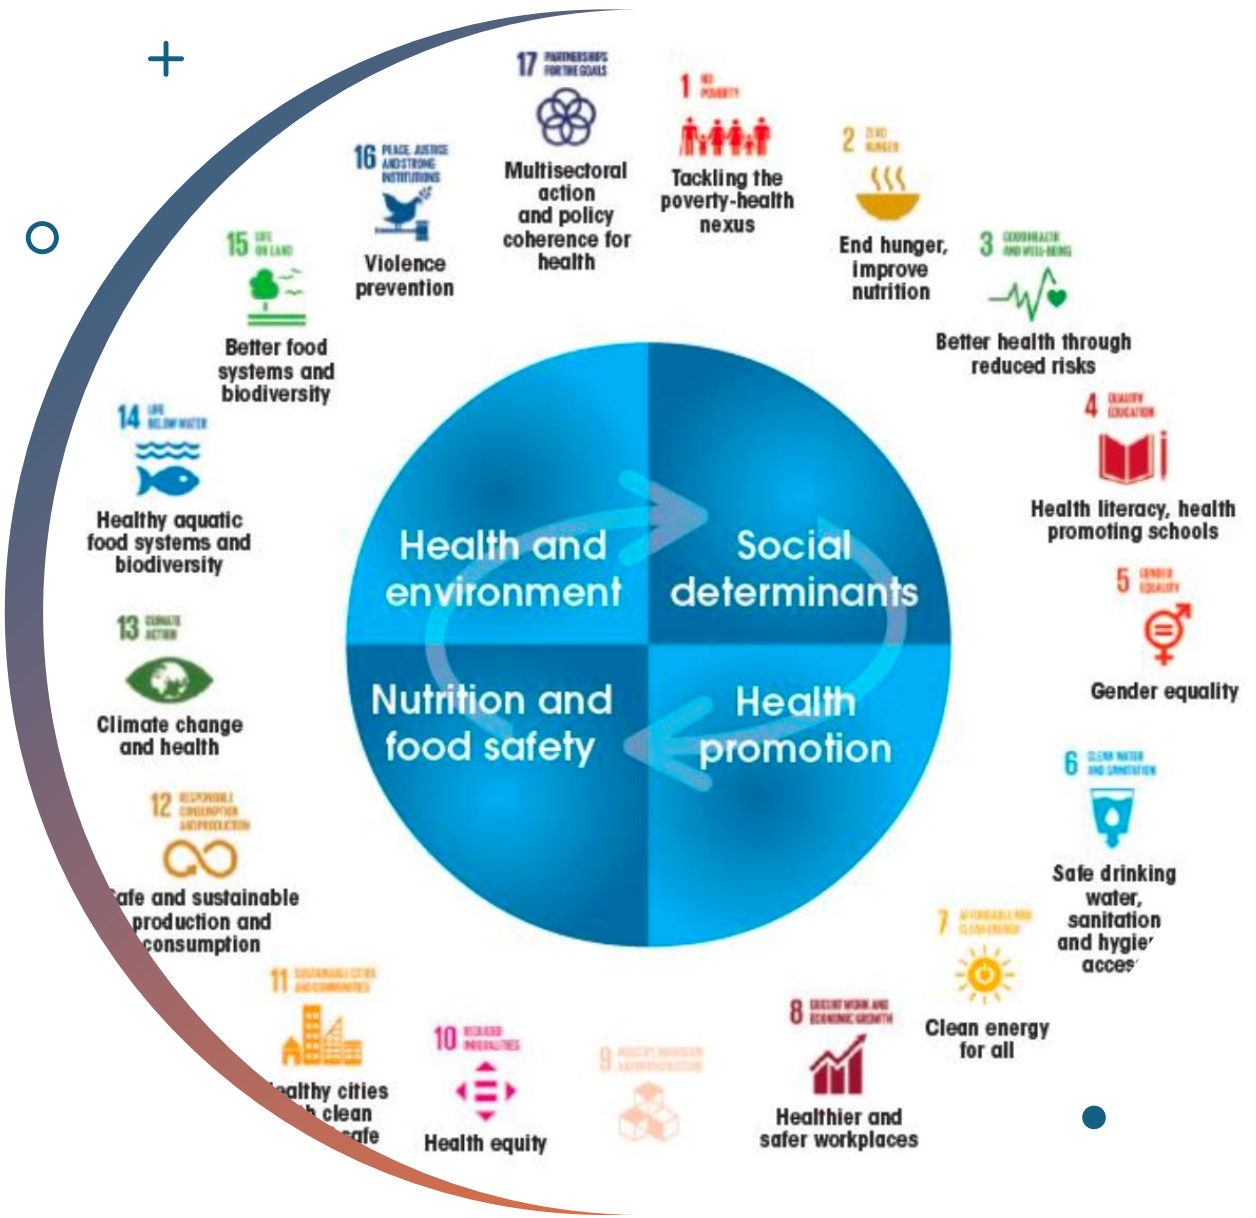 17 PARTNERSHIPS
FOR THE GOALS
Multisectoral
action
and policy
coherence for
health
1 NO
POVERTY
Tackling the
poverty-health
nexus
2 ZERO
HUNGER
End hunger,
improve
nutrition
3 GOOD HEALTH
AND WELL-BEING
Better health through
reduced risks
4 QUALITY
EDUCATION
Health literacy, health
promoting schools
5 GENDER
EQUALITY
Gender equality
6 CLEAN WATER
AND SANITATION
Safe drinking
water,
sanitation
and
7 AFFORDABLE AND
CLEAN ENERGY
Clean energy
for all
8 DECENT WORK AND
ECONOMIC GROWTH
Healthier and
safer workplaces
9 INDUSTRY, INNOVATION
AND INFRASTRUCTURE
10 REDUCED
INEQUALITIES
Health equity
11 SUSTAINABLE CITIES
AND COMMUNITIES
cities
clean
12 RESPONSIBLE
CONSUMPTION
AND PRODUCTION
and sustainable
production and
consumption
13 CLIMATE
ACTION
Climate change
and health
14 LIFE
BELOW WATER
Healthy aquatic
food systems and
biodiversity
15 LIFE
ON LAND
Better food
systems and
biodiversity
16 PEACE, JUSTICE
AND STRONG
INSTITUTIONS
Violence
prevention
Health and
environment
Social
determinants
Nutrition and
food safety
Health
promotion